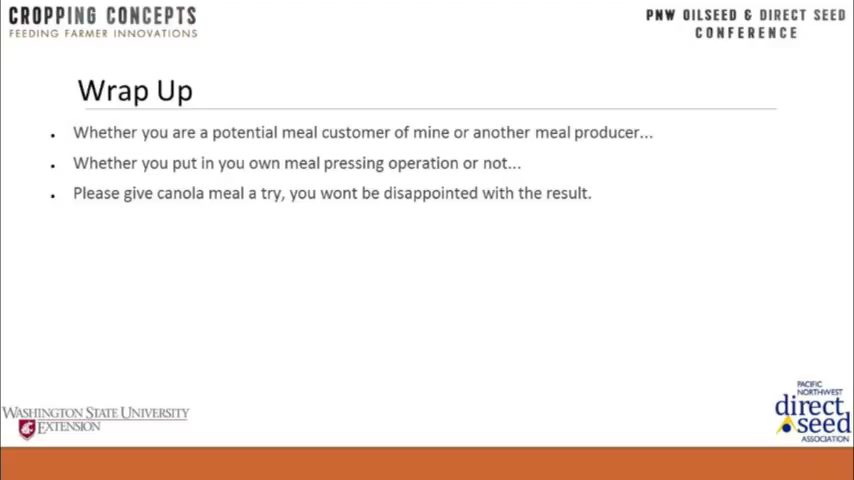 CROPPING CONCEPTS
FEEDING FARMER INNOVATIONS
PNW OILSEED & DIRECT SEED
CONFERENCE
Wrap Up
• Whether you are a potential meal customer of mine or another meal producer...
• Whether you put in you own meal pressing operation or not...
• Please give canola meal a try, you wont be disappointed with the result.
WASHINGTON STATE UNIVERSITY
EXTENSION
PACIFIC
NORTHWEST
direct
seed
ASSOCIATION